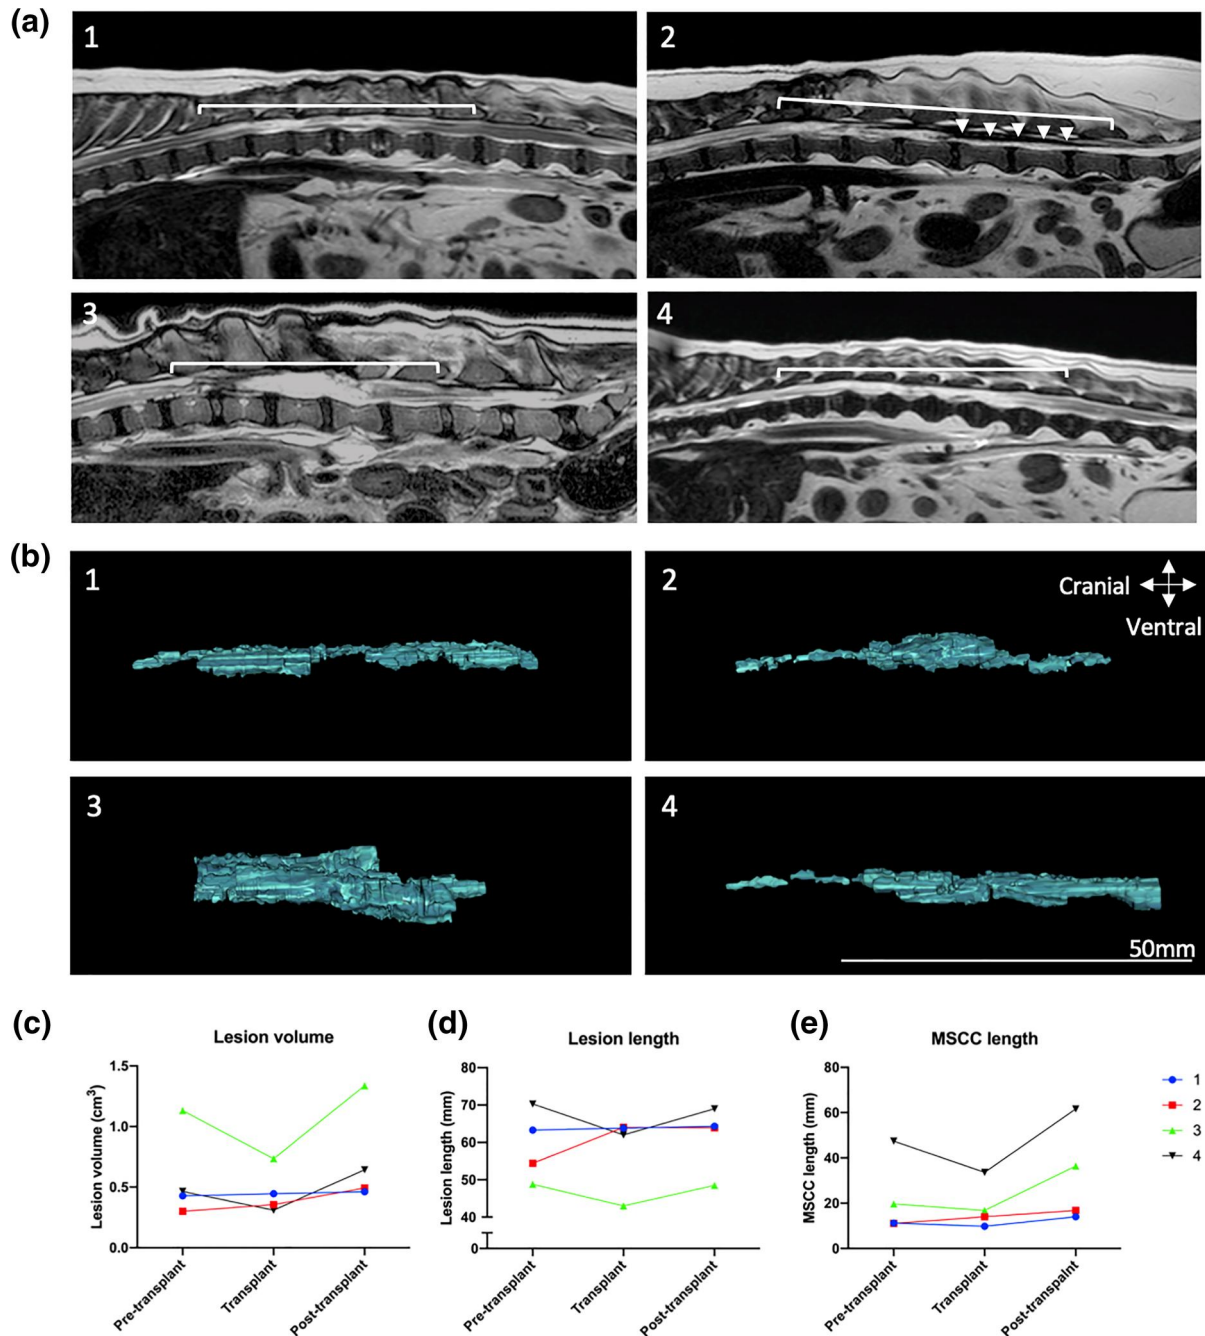 (a)
1
2
3
4
(b)
1
2
Cranial
Ventral
3
4
50mm
(c)
Lesion volume
Lesion volume (cm³)
1.5
1.0
0.5
0.0
Pre-transplant
Transplant
Post-transplant
(d)
Lesion length
Lesion length (mm)
80
70
60
50
40
0
Pre-transplant
Transplant
Post-transplant
(e)
MSCC length
MSCC length (mm)
80
60
40
20
0
Pre-transplant
Transplant
Post-transpalnt
1
2
3
4